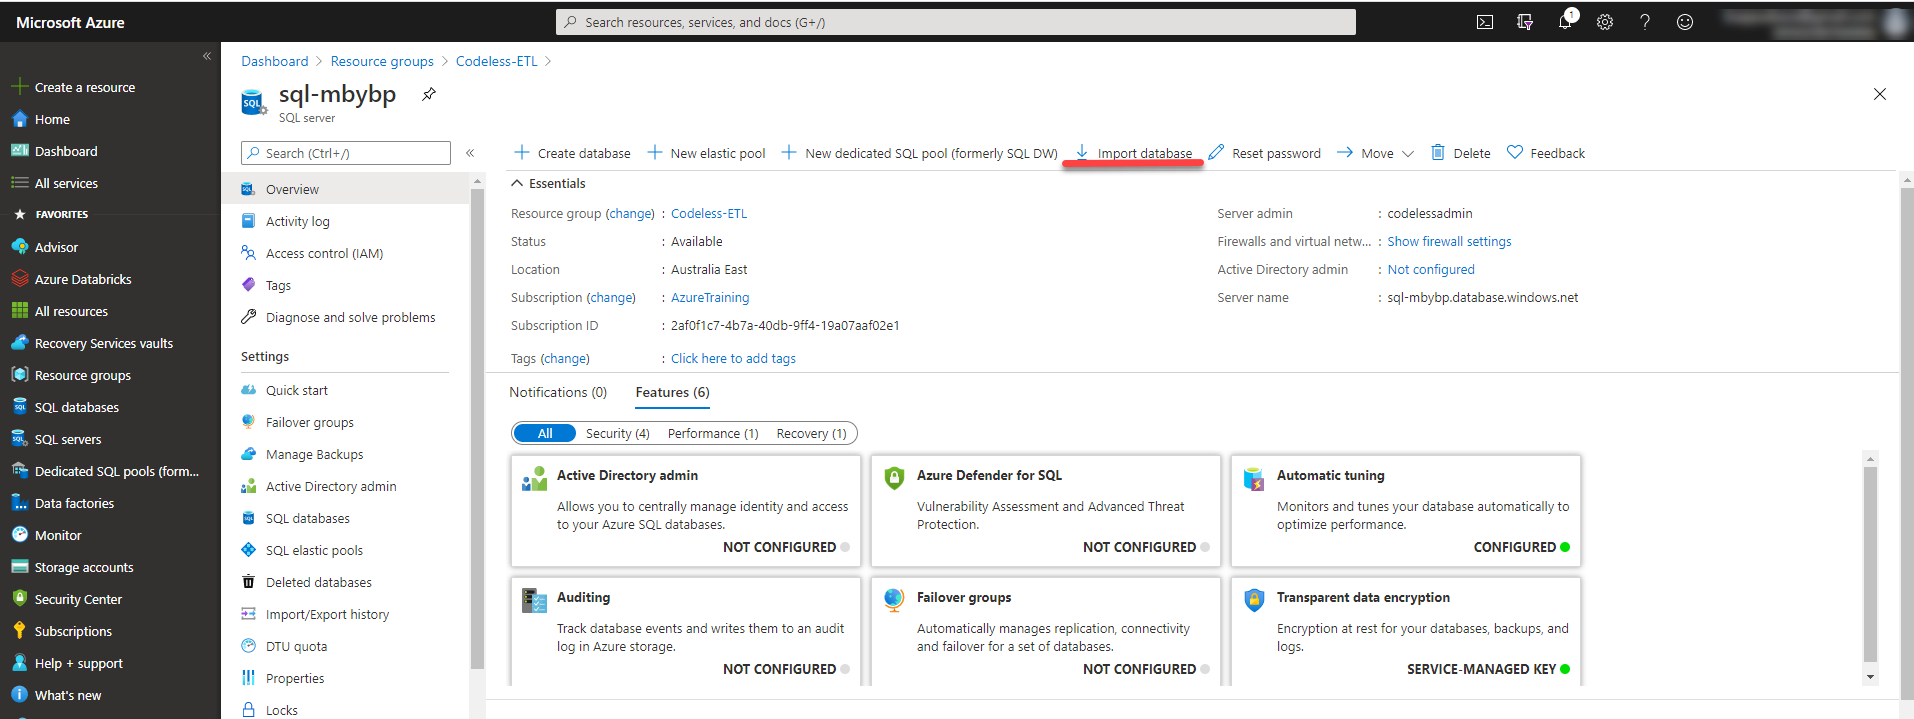 Microsoft Azure
Search resources, services, and docs (G+/)
1
Create a resource
Home
Dashboard
All services
FAVORITES
Advisor
Azure Databricks
All resources
Recovery Services vaults
Resource groups
SQL databases
SQL servers
Dedicated SQL pools (form...
Data factories
Monitor
Storage accounts
Security Center
Subscriptions
Help + support
What's new
Dashboard > Resource groups > Codeless-ETL >
sql-mbybp
SQL server
Search (Ctrl+/)
Overview
Activity log
Access control (IAM)
Tags
Diagnose and solve problems
Settings
Quick start
Failover groups
Manage Backups
Active Directory admin
SQL databases
SQL elastic pools
Deleted databases
Import/Export history
DTU quota
Properties
Locks
Create database New elastic pool New dedicated SQL pool (formerly SQL DW) Import database Reset password Move Delete Feedback
Essentials
Resource group (change) : Codeless-ETL
Status : Available
Location : Australia East
Subscription (change) : AzureTraining
Subscription ID : 2af0f1c7-4b7a-40db-9ff4-19a07aaf02e1
Tags (change) : Click here to add tags
Server admin : codelessadmin
Firewalls and virtual netw... : Show firewall settings
Active Directory admin : Not configured
Server name : sql-mbybp.database.windows.net
Notifications (0) Features (6)
All Security (4) Performance (1) Recovery (1)
Active Directory admin
Allows you to centrally manage identity and access
to your Azure SQL databases.
NOT CONFIGURED
Azure Defender for SQL
Vulnerability Assessment and Advanced Threat
Protection.
NOT CONFIGURED
Automatic tuning
Monitors and tunes your database automatically to
optimize performance.
CONFIGURED
Auditing
Track database events and writes them to an audit
log in Azure storage.
NOT CONFIGURED
Failover groups
Automatically manages replication, connectivity
and failover for a set of databases.
NOT CONFIGURED
Transparent data encryption
Encryption at rest for your databases, backups, and
logs.
SERVICE-MANAGED KEY